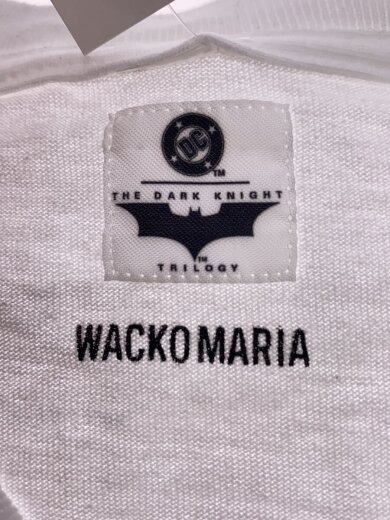 DC
TM
THE DARK KNIGHT
TM
TRILOGY
WACKO MARIA